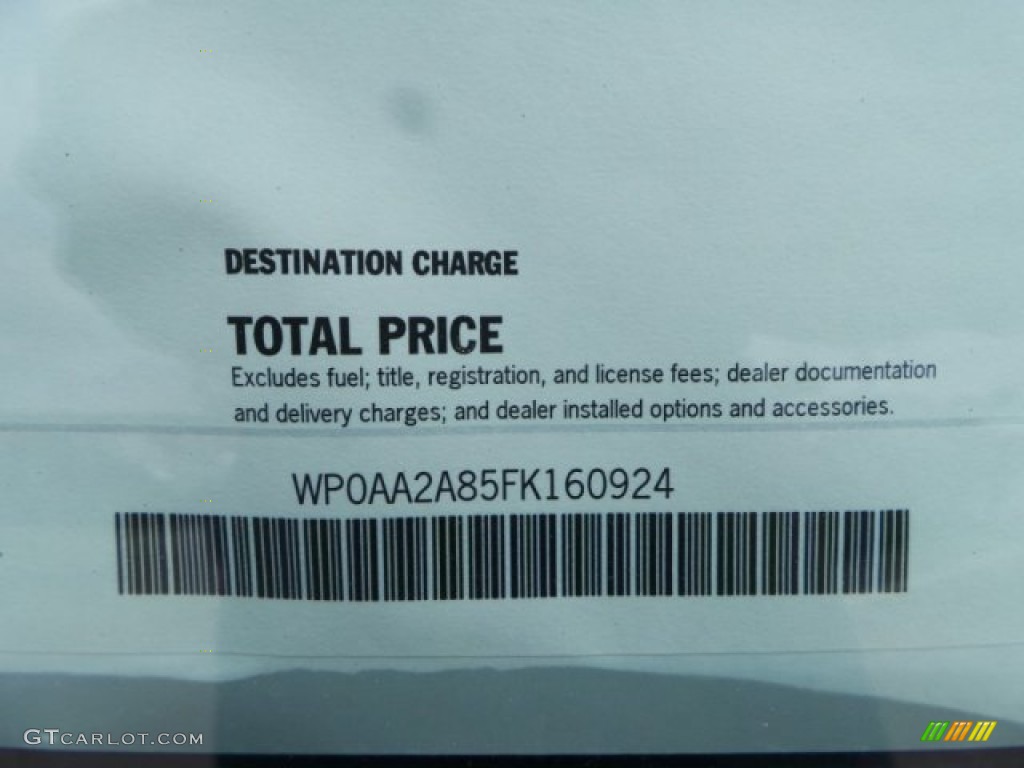 DESTINATION CHARGE
TOTAL PRICE
Excludes fuel; title, registration, and license fees; dealer documentation
and delivery charges; and dealer installed options and accessories.
WP0AA2A85FK160924
GTCARLOT.COM